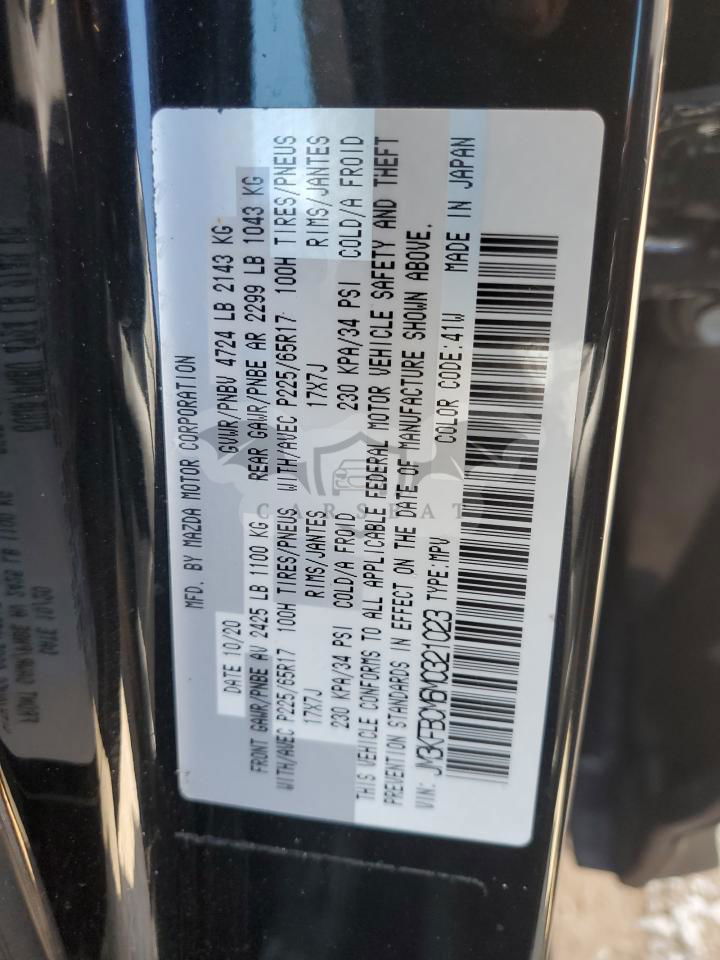 MFD. BY MAZDA MOTOR CORPORATION
DATE 10/20 GVWR/PNBV 4724 LB 2143 KG
FRONT GAWR/PNBE AV 2425 LB 1100 KG REAR GAWR/PNBE AR 2299 LB 1043 KG
WITH/AVEC P225/65R17 100H TIRES/PNEUS WITH/AVEC P225/65R17 100H TIRES/PNEUS
17X7J RIMS/JANTES 17X7J RIMS/JANTES
230 KPA/34 PSI COLD/A FROID 230 KPA/34 PSI COLD/A FROID
THIS VEHICLE CONFORMS TO ALL APPLICABLE FEDERAL MOTOR VEHICLE SAFETY AND THEFT
PREVENTION STANDARDS IN EFFECT ON THE DATE OF MANUFACTURE SHOWN ABOVE.
VIN: JM3KFBCM6M0321023 TYPE:MPV COLOR CODE:41W MADE IN JAPAN
CARSRAT